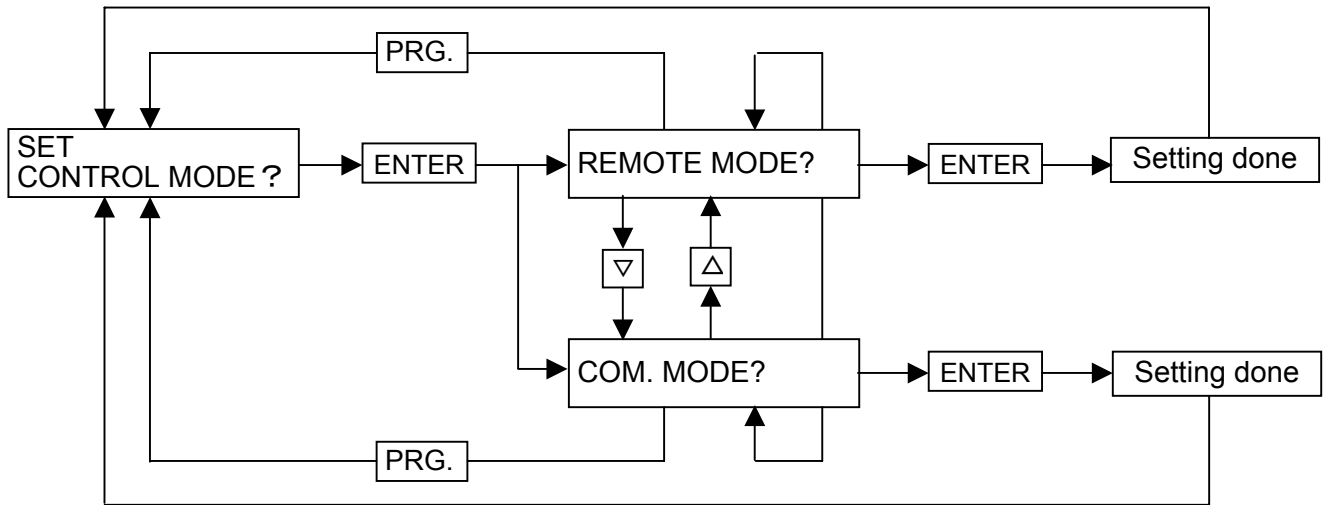 PRG.
SET
CONTROL MODE?
ENTER
REMOTE MODE?
ENTER
Setting done
▽
△
COM. MODE?
ENTER
Setting done
PRG.